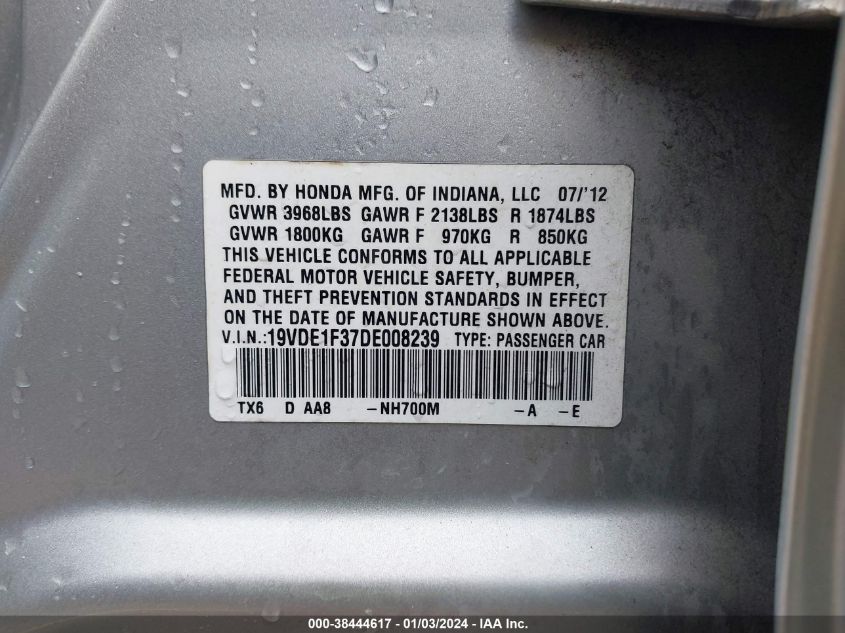 MFD. BY HONDA MFG. OF INDIANA, LLC 07/'12
GVWR 3968LBS GAWR F 2138LBS R 1874LBS
GVWR 1800KG GAWR F 970KG R 850KG
THIS VEHICLE CONFORMS TO ALL APPLICABLE
FEDERAL MOTOR VEHICLE SAFETY, BUMPER,
AND THEFT PREVENTION STANDARDS IN EFFECT
ON THE DATE OF MANUFACTURE SHOWN ABOVE.
V.I.N.:19VDE1F37DE008239 TYPE: PASSENGER CAR
TX6 D AA8 -NH700M -A -E
000-38444617 - 01/03/2024 - IAA Inc.